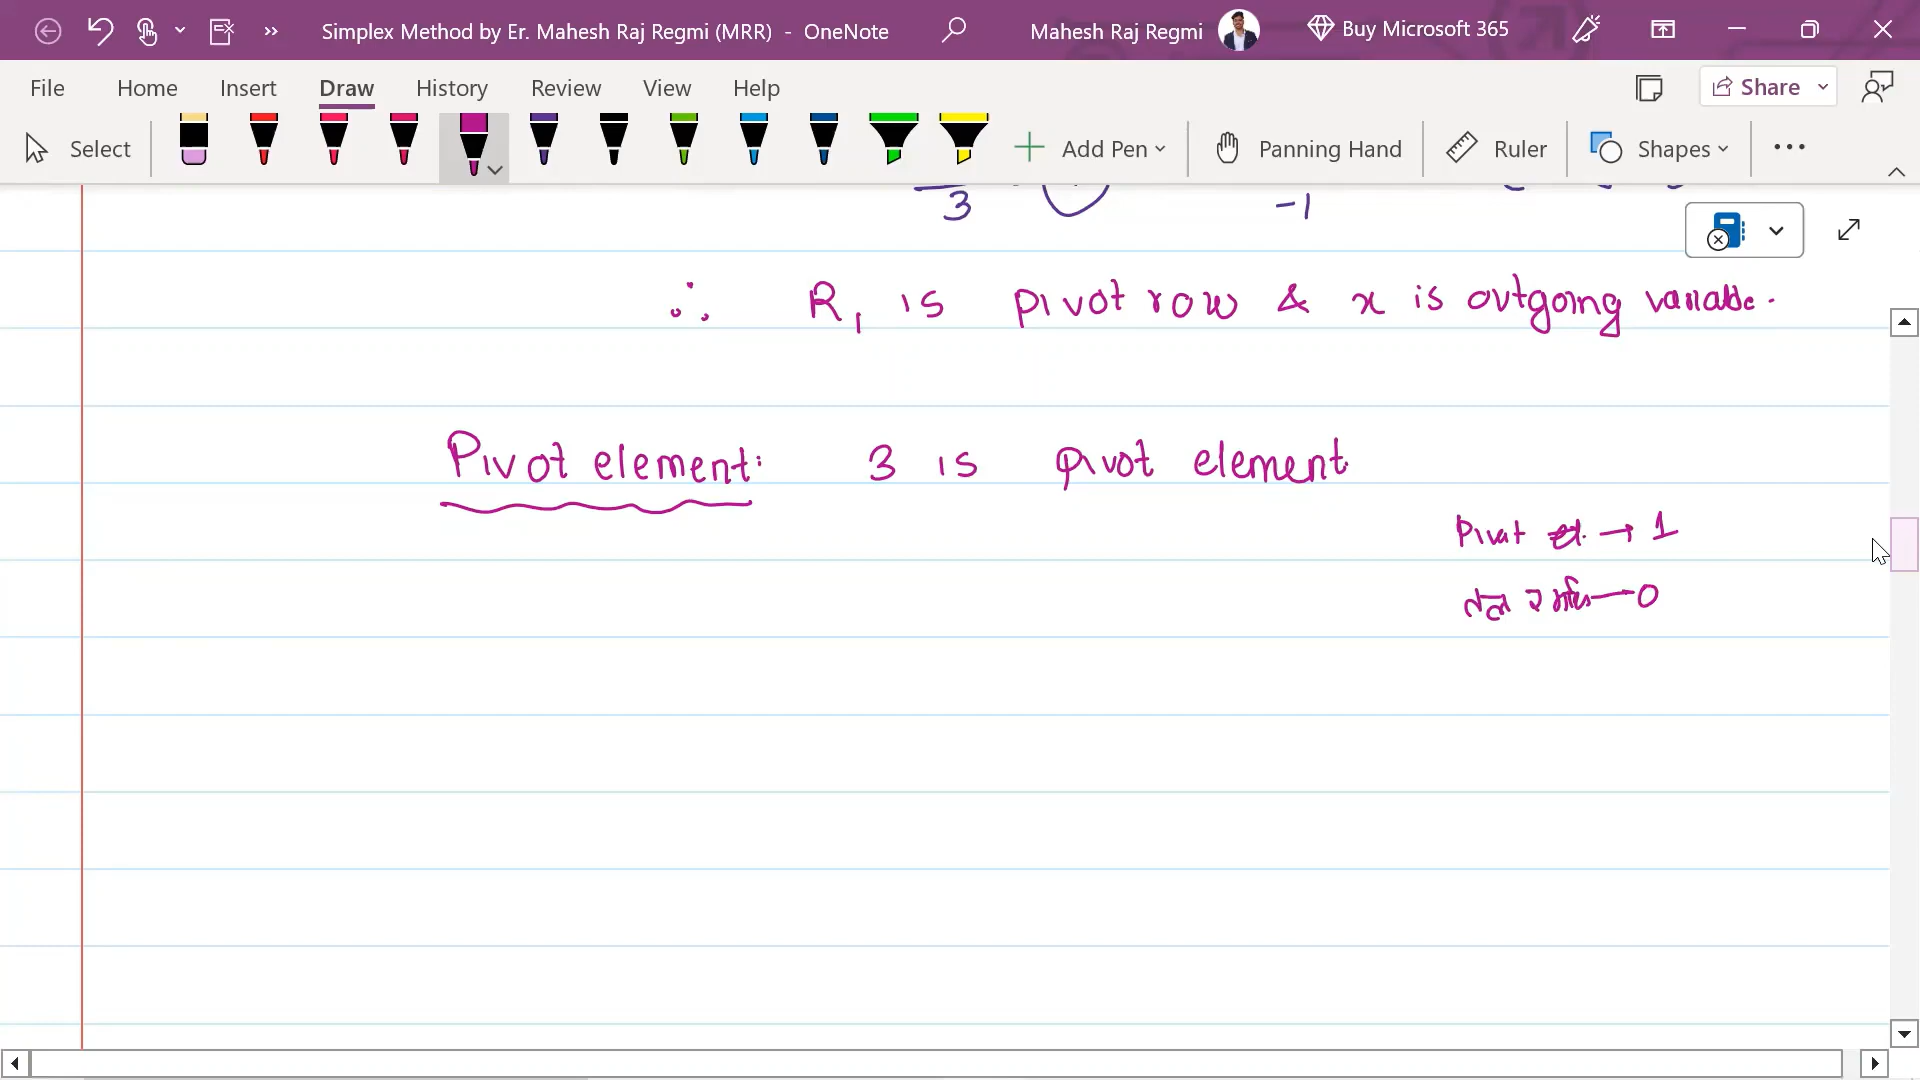 Simplex Method by Er. Mahesh Raj Regmi (MRR) - OneNote
Mahesh Raj Regmi
Buy Microsoft 365
File Home Insert Draw History Review View Help
Share
Select
Add Pen
Panning Hand
Ruler
Shapes
3 -1
∴ R₁ is pivot row & x is outgoing variable.
Pivot element: 3 is pivot element
Pivot el. → 1
→ 0